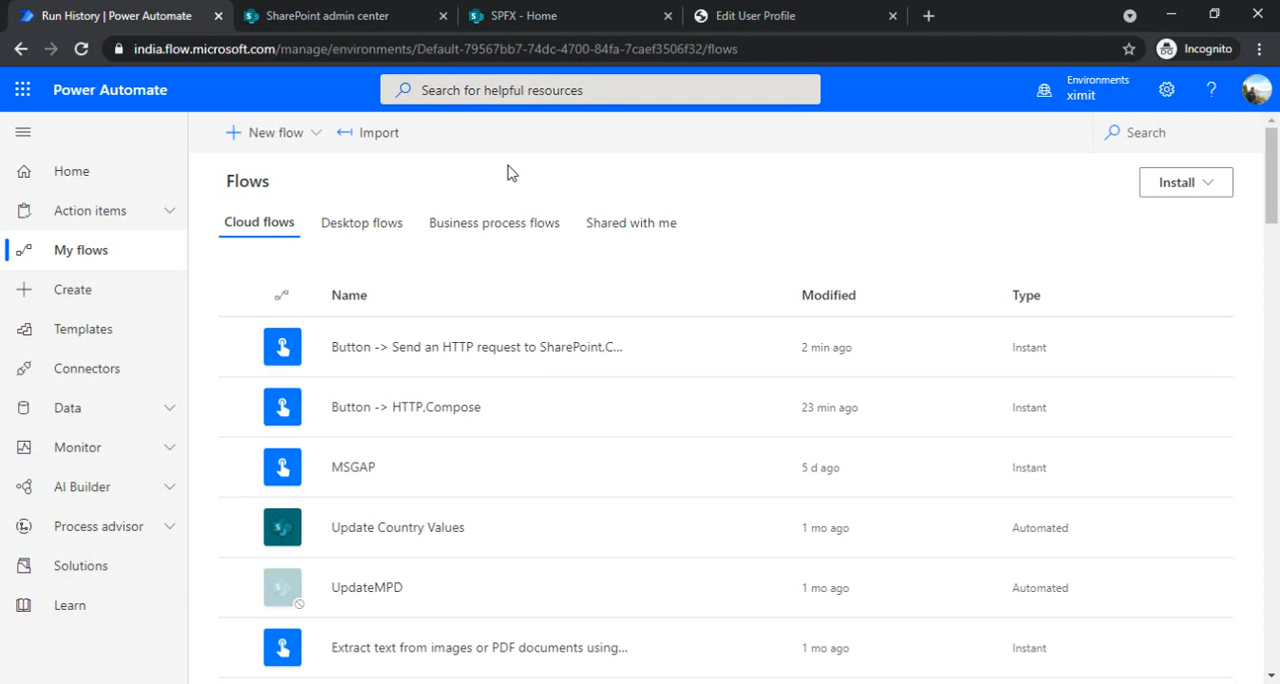 Run History | Power Automate
SharePoint admin center
SPFX - Home
Edit User Profile
india.flow.microsoft.com/manage/environments/Default-79567bb7-74dc-4700-84fa-7caef3506f32/flows
Incognito
Power Automate
Search for helpful resources
Environments
ximit
New flow
Import
Search
Home
Action items
My flows
Create
Templates
Connectors
Data
Monitor
AI Builder
Process advisor
Solutions
Learn
Flows
Install
Cloud flows Desktop flows Business process flows Shared with me
Name Modified Type
Button -> Send an HTTP request to SharePoint,C... 2 min ago Instant
Button -> HTTP,Compose 23 min ago Instant
MSGAP 5 d ago Instant
Update Country Values 1 mo ago Automated
UpdateMPD 1 mo ago Automated
Extract text from images or PDF documents using... 1 mo ago Instant